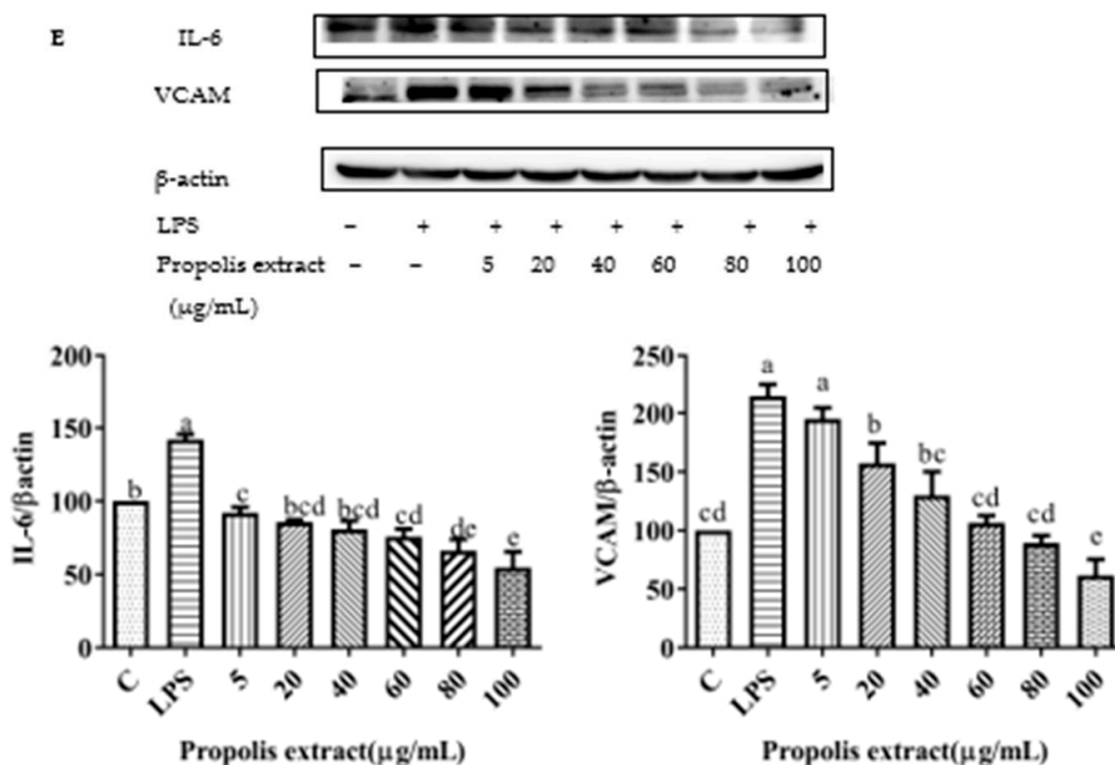 E IL-6
VCAM
β-actin
LPS – + + + + + + +
Propolis extract – – 5 20 40 60 80 100
(µg/mL)
IL-6/βactin
200
150
100
50
0
b a c bcd bcd cd de e
C LPS 5 20 40 60 80 100
Propolis extract(µg/mL)
VCAM/β-actin
250
200
150
100
50
0
cd a a b bc cd cd e
C LPS 5 20 40 60 80 100
Propolis extract(µg/mL)